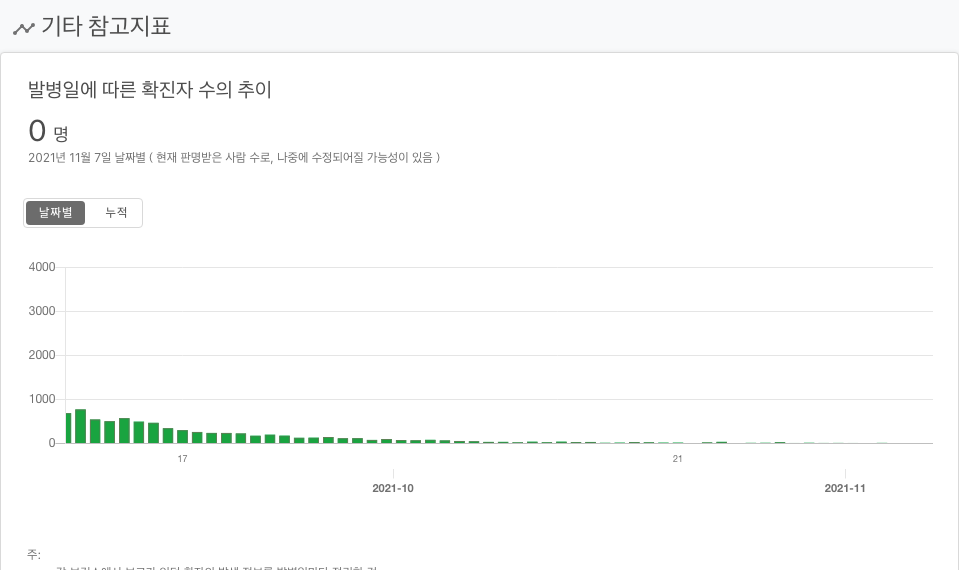 기타 참고지표
발병일에 따른 확진자 수의 추이
0 명
2021년 11월 7일 날짜별 ( 현재 판명받은 사람 수로, 나중에 수정되어질 가능성이 있음 )
날짜별 누적
4000
3000
2000
1000
0
17 21
2021-10 2021-11
주: